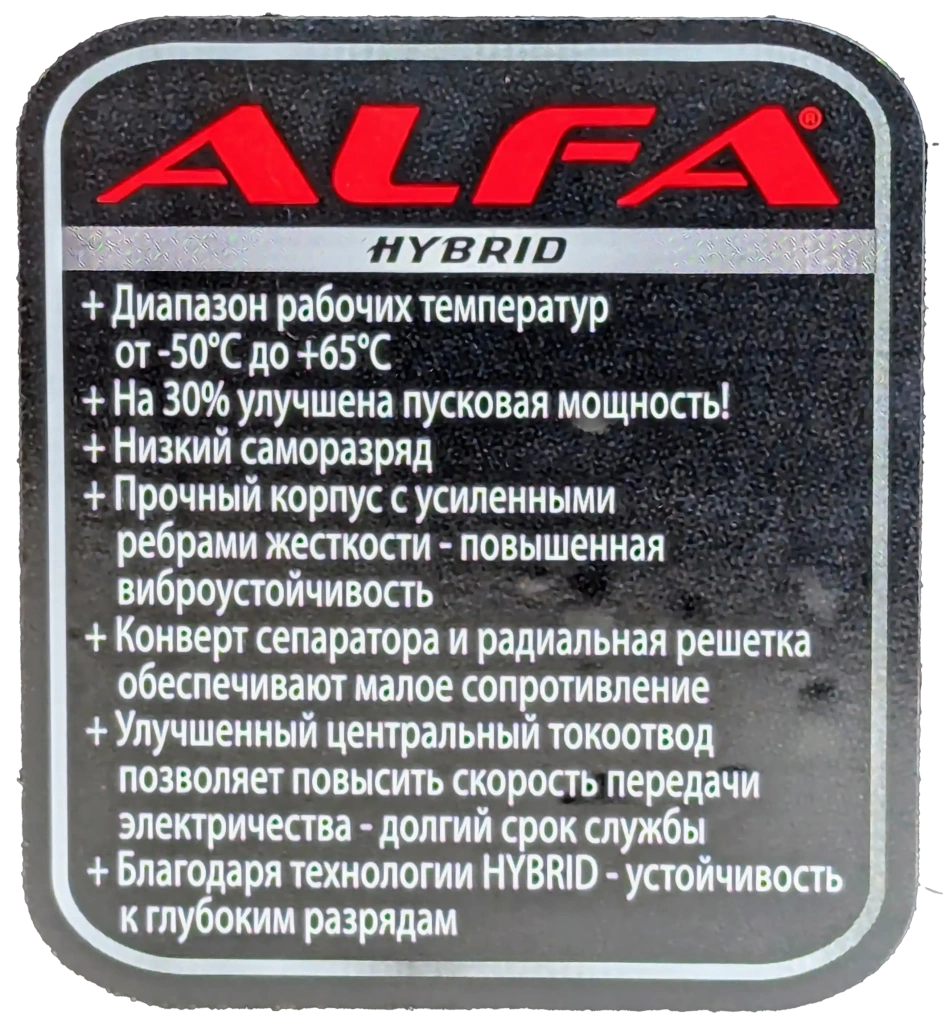 ALFA®
HYBRID
+ Диапазон рабочих температур
от -50°С до +65°С
+ На 30% улучшена пусковая мощность!
+ Низкий саморазряд
+ Прочный корпус с усиленными
ребрами жесткости - повышенная
виброустойчивость
+ Конверт сепаратора и радиальная решетка
обеспечивают малое сопротивление
+ Улучшенный центральный токоотвод
позволяет повысить скорость передачи
электричества - долгий срок службы
+ Благодаря технологии HYBRID - устойчивость
к глубоким разрядам